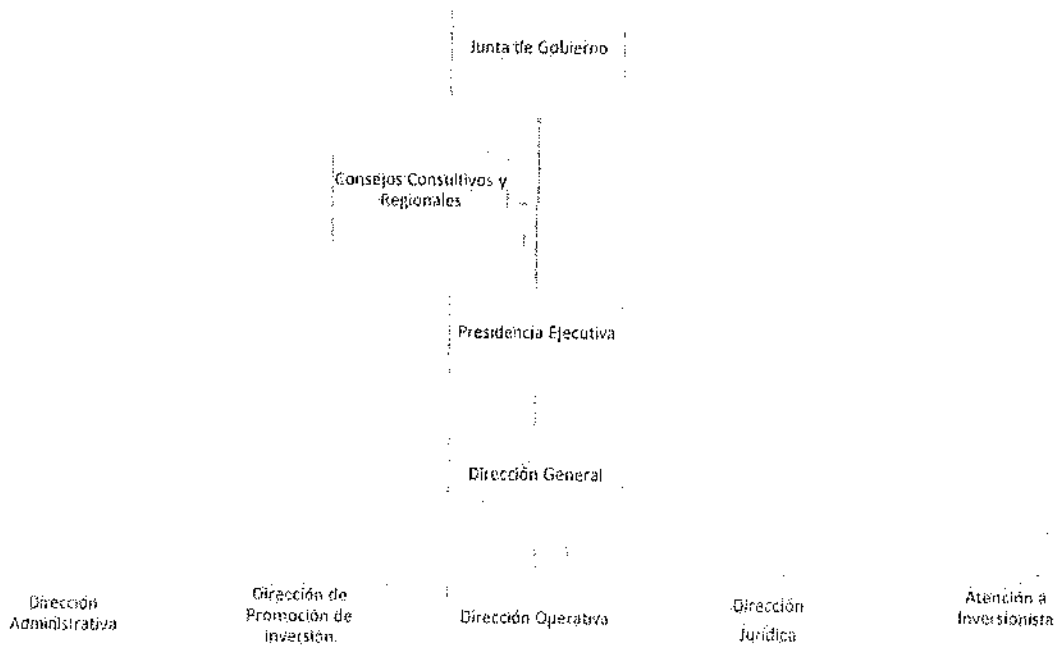 Junta de Gobierno
Consejos Consultivos y
Regionales
Presidencia Ejecutiva
Dirección General
Dirección
Administrativa
Dirección de
Promoción de
inversión.
Dirección Operativa
Dirección
Jurídica
Atención a
Inversionista